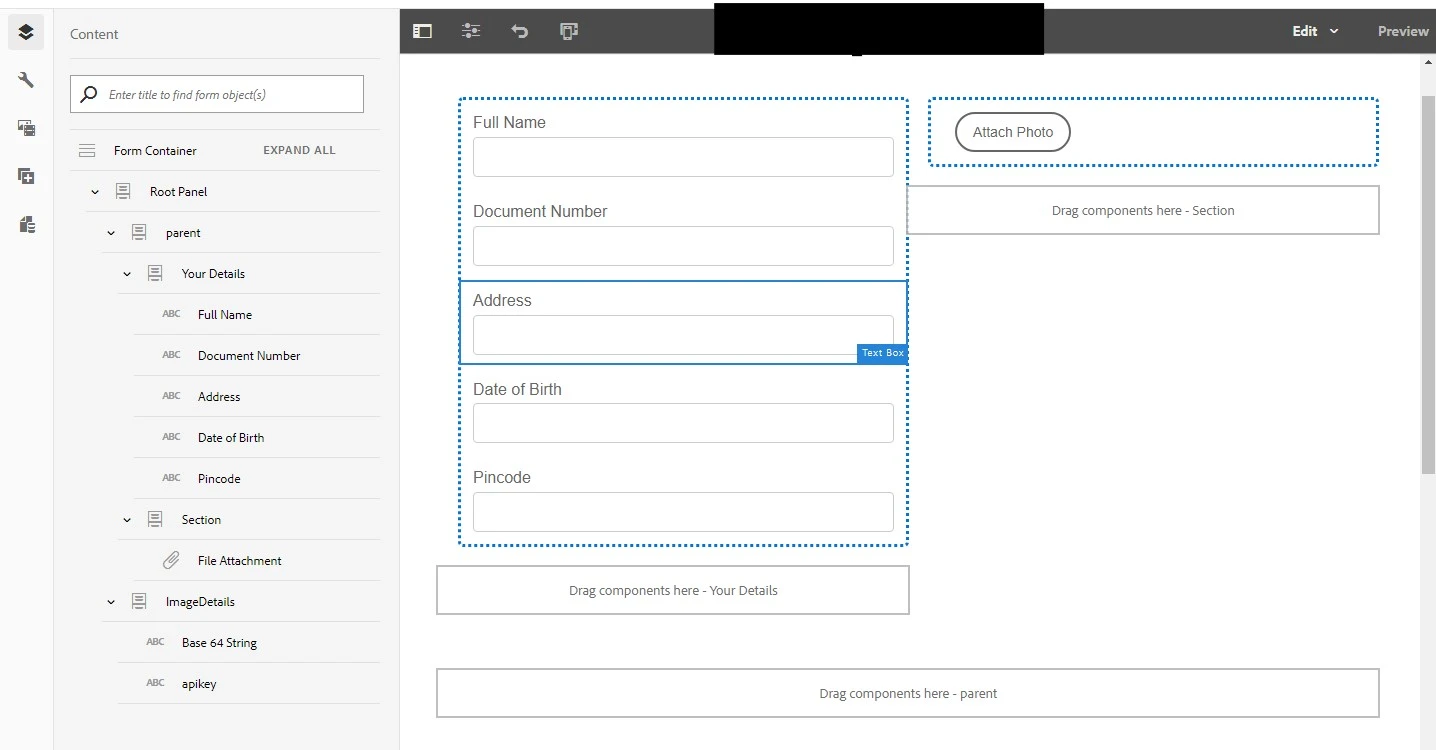 Content
Enter title to find form object(s)
Form Container EXPAND ALL
Root Panel
parent
Your Details
ABC Full Name
ABC Document Number
ABC Address
ABC Date of Birth
ABC Pincode
Section
File Attachment
ImageDetails
ABC Base 64 String
ABC apikey
Edit Preview
Full Name
Document Number
Address
Text Box
Date of Birth
Pincode
Drag components here - Your Details
Attach Photo
Drag components here - Section
Drag components here - parent